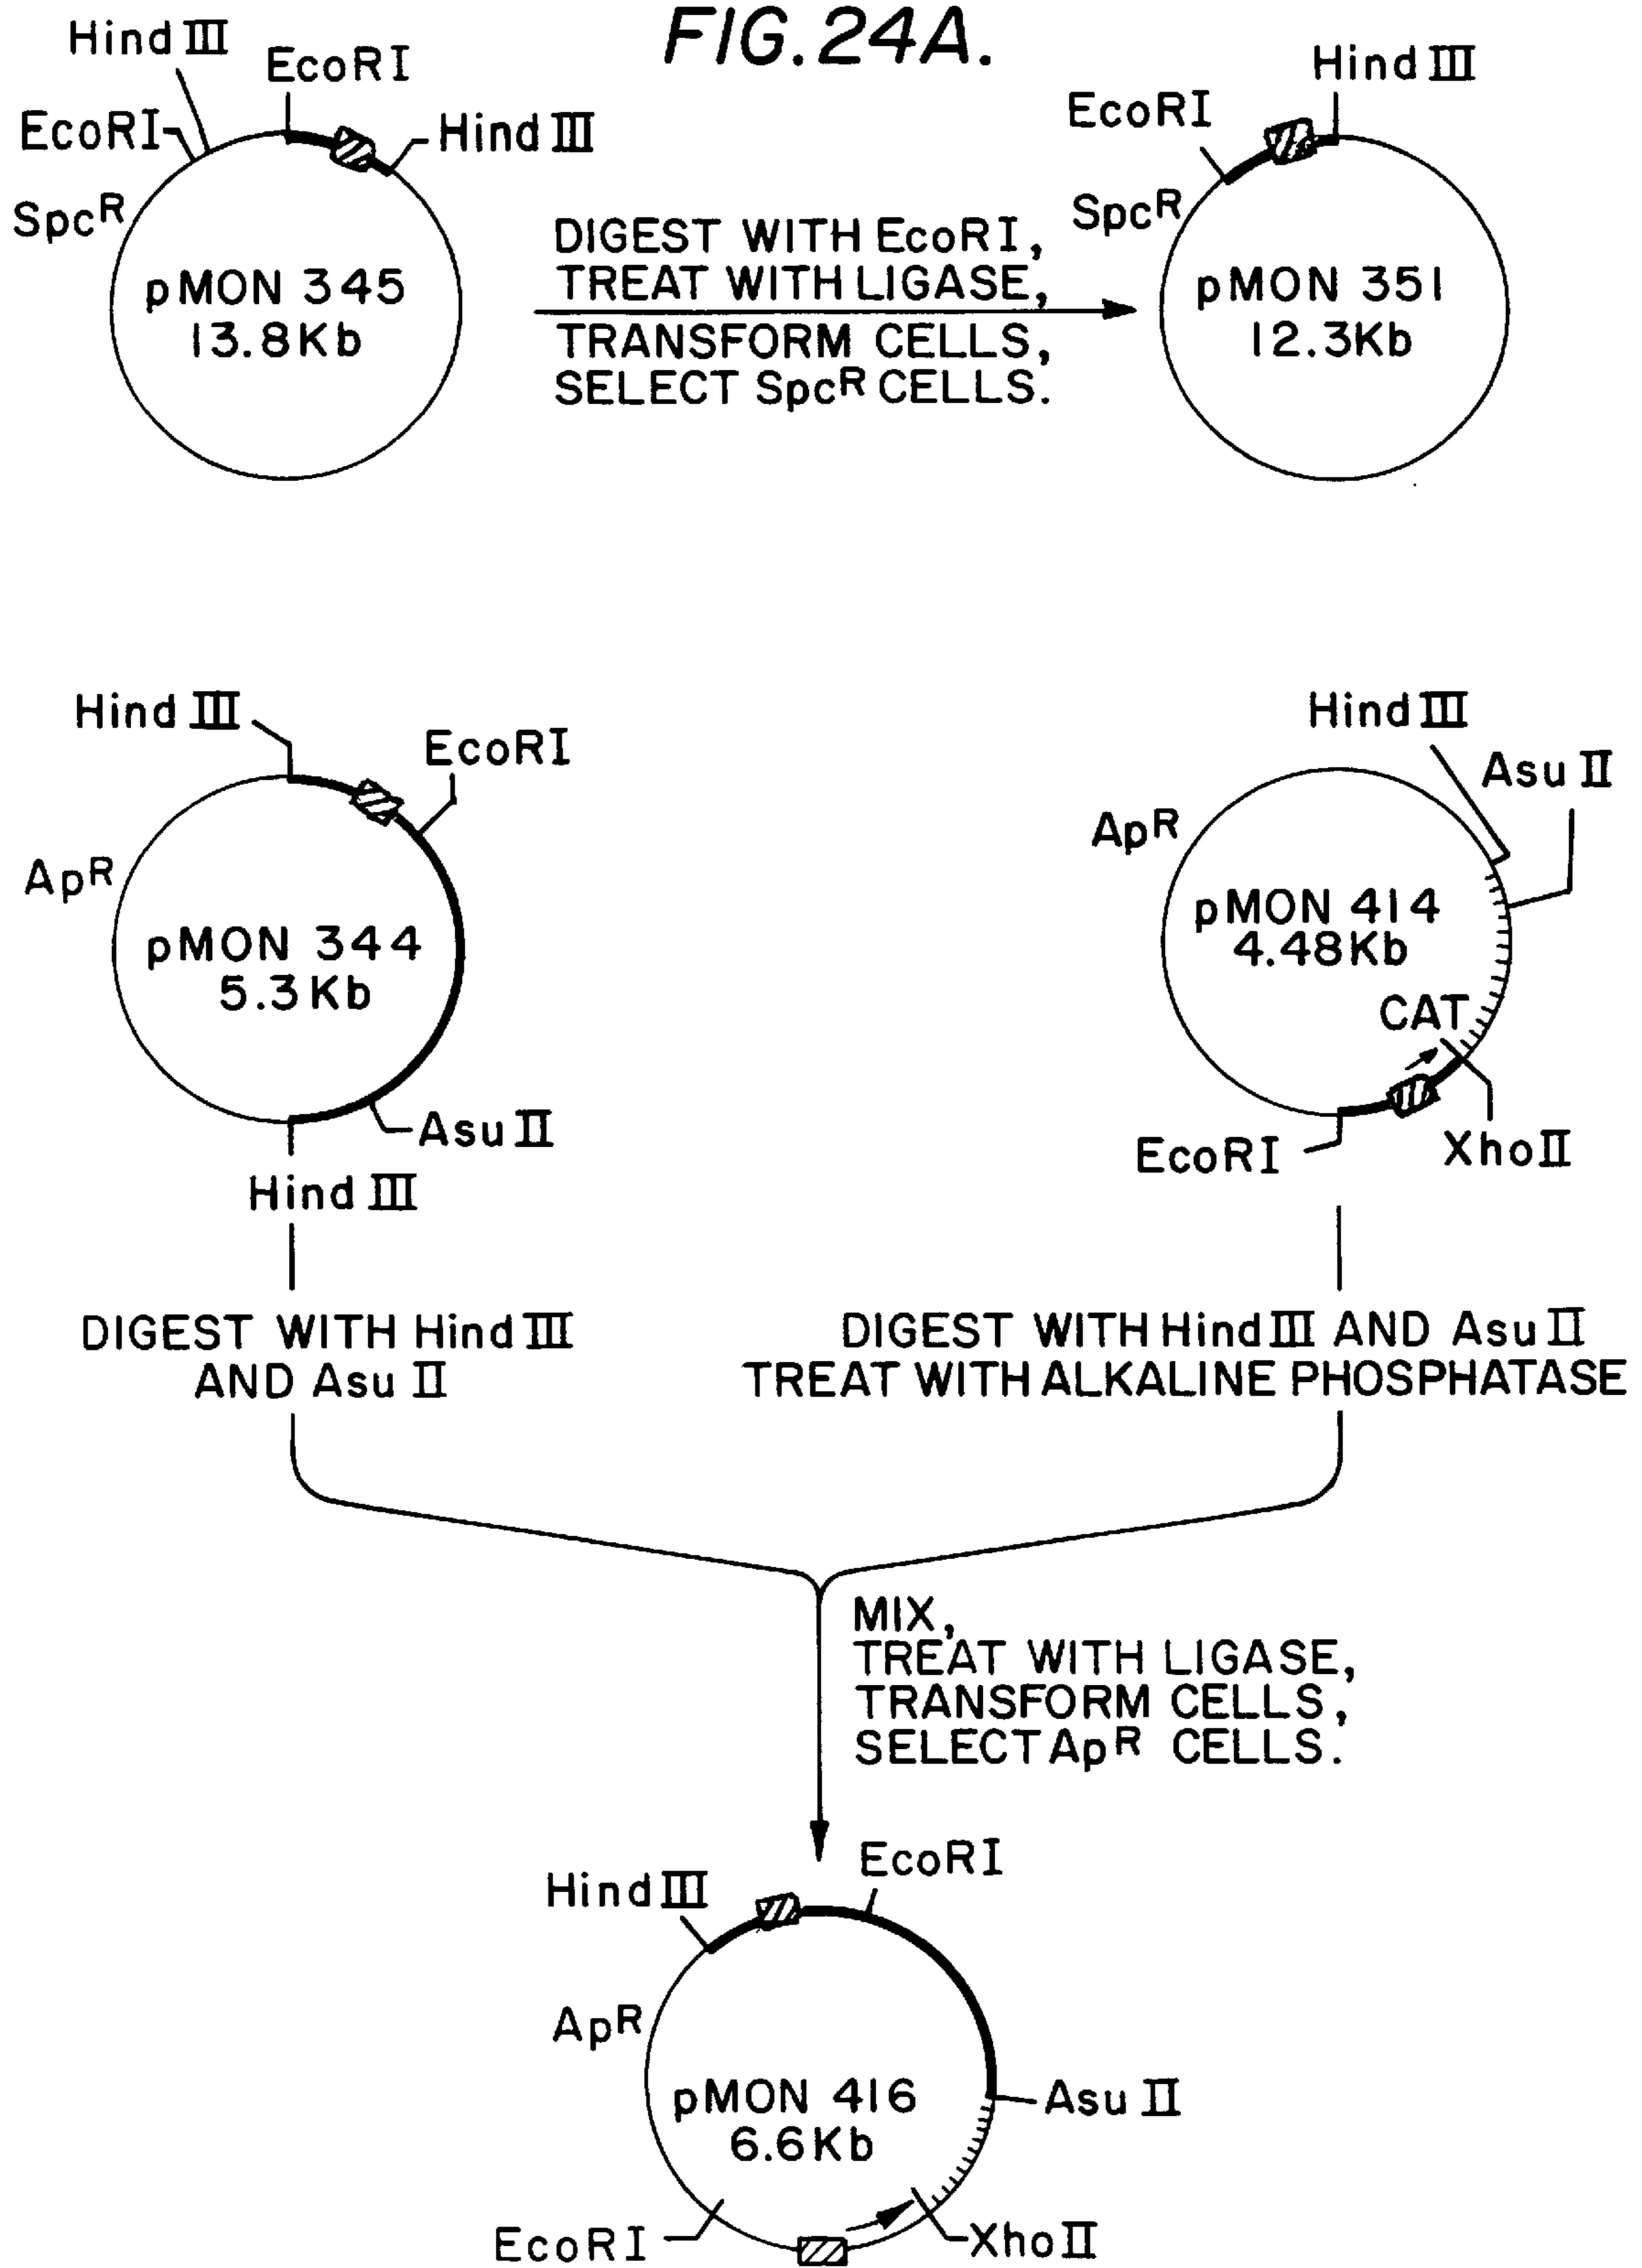 FIG.24A.
Hind III
EcoRI
EcoRI
Hind III
SpcR
pMON 345
13.8Kb
DIGEST WITH EcoRI,
TREAT WITH LIGASE,
TRANSFORM CELLS,
SELECT SpcR CELLS.
Hind III
EcoRI
SpcR
pMON 351
12.3Kb
Hind III
EcoRI
ApR
pMON 344
5.3Kb
Asu II
Hind III
Hind III
Asu II
ApR
pMON 414
4.48Kb
CAT
EcoRI
XhoII
DIGEST WITH Hind III
AND Asu II
DIGEST WITH Hind III AND Asu II
TREAT WITH ALKALINE PHOSPHATASE
MIX,
TREAT WITH LIGASE,
TRANSFORM CELLS,
SELECT ApR CELLS.
EcoRI
Hind III
ApR
pMON 416
6.6Kb
Asu II
EcoRI
XhoII